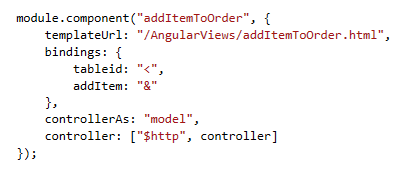 module.component("addItemToOrder", {
    templateUrl: "/AngularViews/addItemToOrder.html",
    bindings: {
        tableid: "<",
        addItem: "&"
    },
    controllerAs: "model",
    controller: ["$http", controller]
});